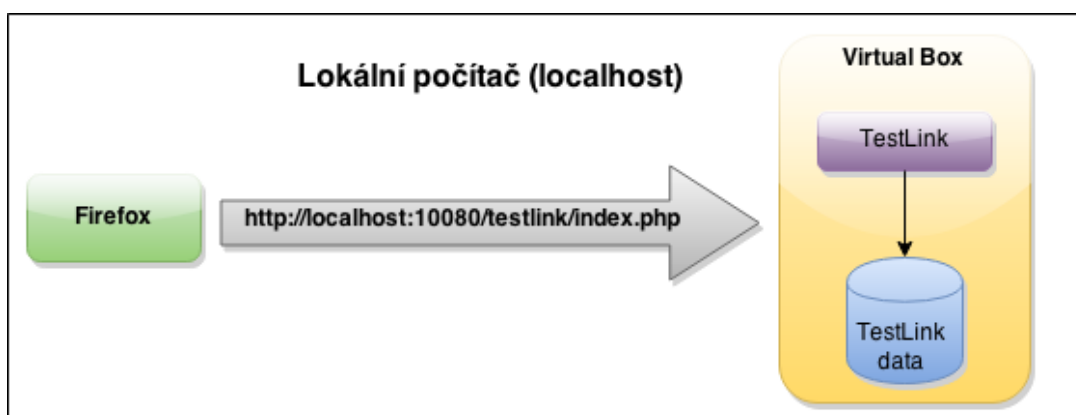 Lokální počítač (localhost)
Virtual Box
TestLink
Firefox
http://localhost:10080/testlink/index.php
TestLink
data